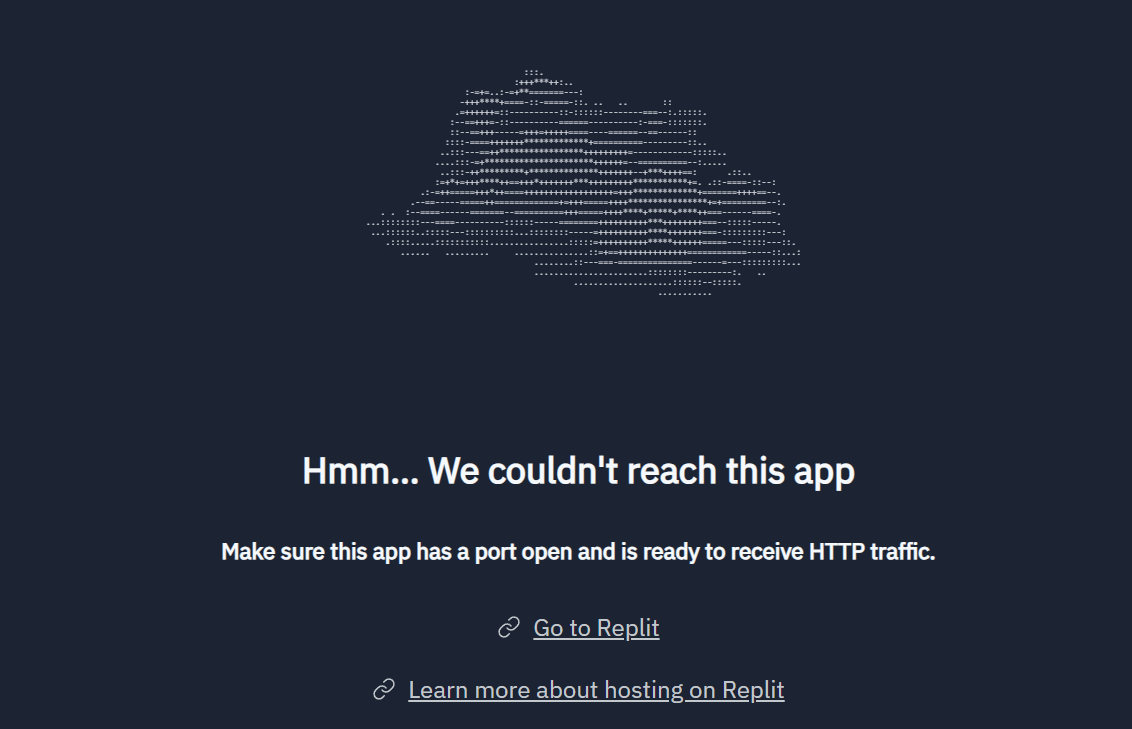 Hmm... We couldn't reach this app
Make sure this app has a port open and is ready to receive HTTP traffic.
Go to Replit
Learn more about hosting on Replit